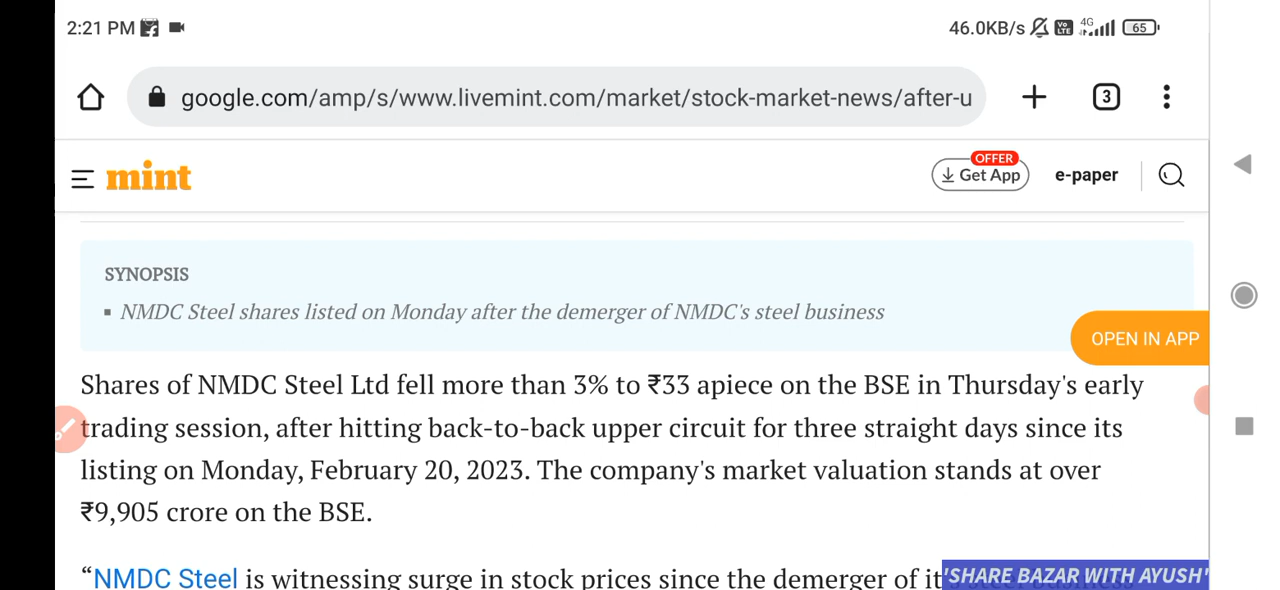 2:21 PM
46.0KB/s Vo LTE 4G 65
google.com/amp/s/www.livemint.com/market/stock-market-news/after-u
3
mint
OFFER
Get App
e-paper
SYNOPSIS
▪ NMDC Steel shares listed on Monday after the demerger of NMDC's steel business
OPEN IN APP
Shares of NMDC Steel Ltd fell more than 3% to ₹33 apiece on the BSE in Thursday's early
trading session, after hitting back-to-back upper circuit for three straight days since its
listing on Monday, February 20, 2023. The company's market valuation stands at over
₹9,905 crore on the BSE.
“NMDC Steel is witnessing surge in stock prices since the demerger of it
'SHARE BAZAR WITH AYUSH'